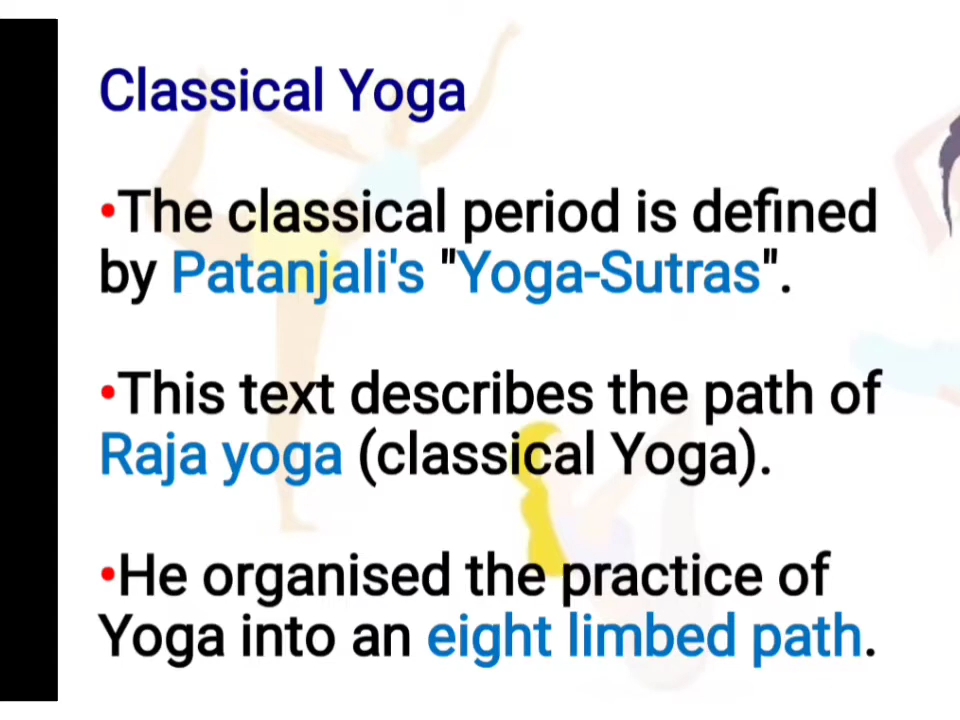 Classical Yoga
•The classical period is defined
by Patanjali's "Yoga-Sutras".
•This text describes the path of
Raja yoga (classical Yoga).
•He organised the practice of
Yoga into an eight limbed path.